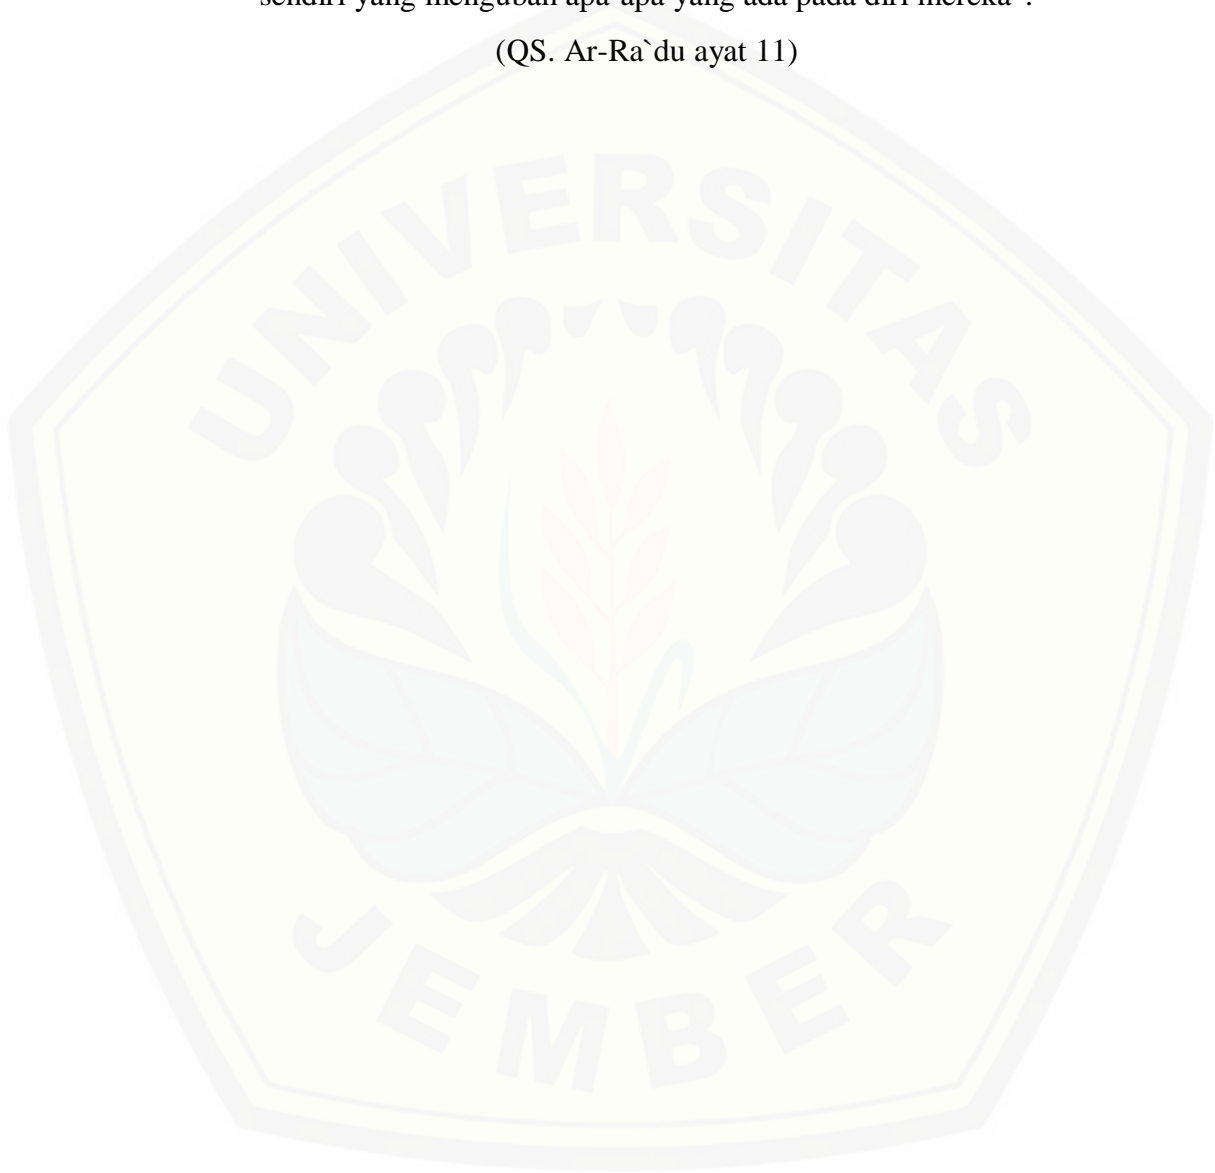 sendiri yang mengubah apa-apa yang ada pada diri mereka".
(QS. Ar-Ra`du ayat 11)
UNIVERSITAS
JEMBER